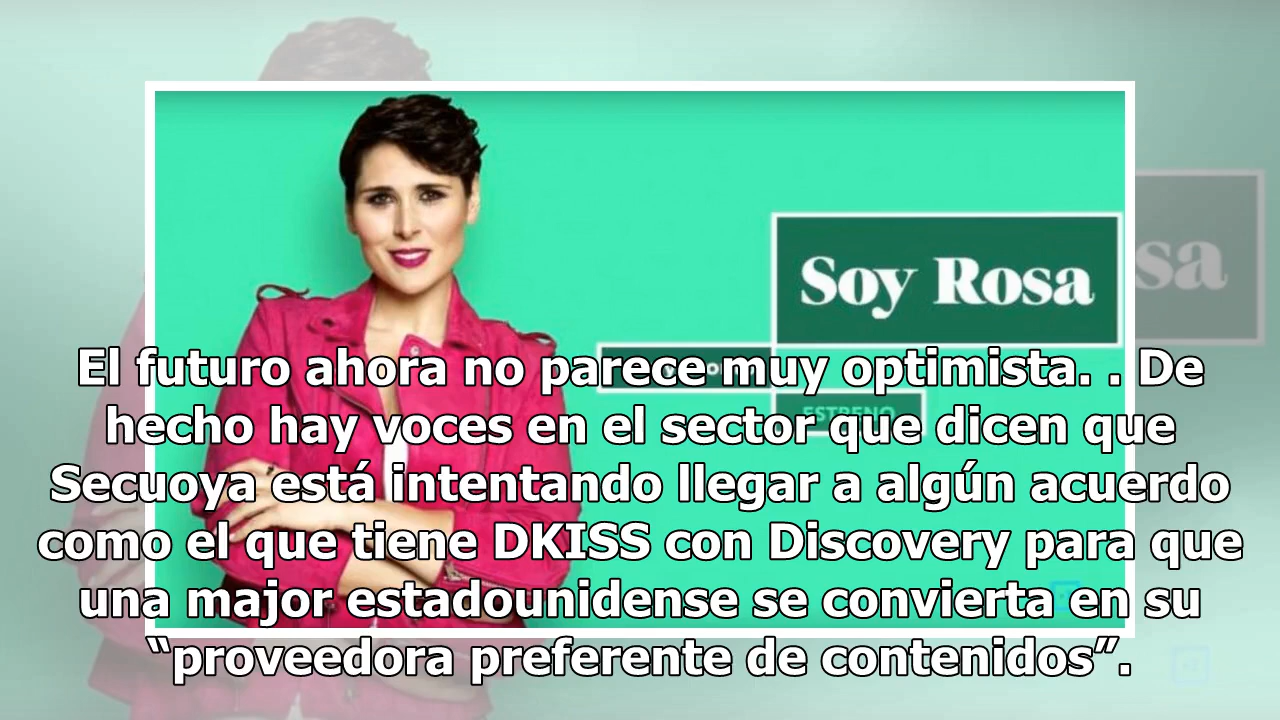 Soy Rosa
sa
ESTRENO
El futuro ahora no parece muy optimista. . De
hecho hay voces en el sector que dicen que
Secuoya está intentando llegar a algún acuerdo
como el que tiene DKISS con Discovery para que
una major estadounidense se convierta en su
“proveedora preferente de contenidos”.